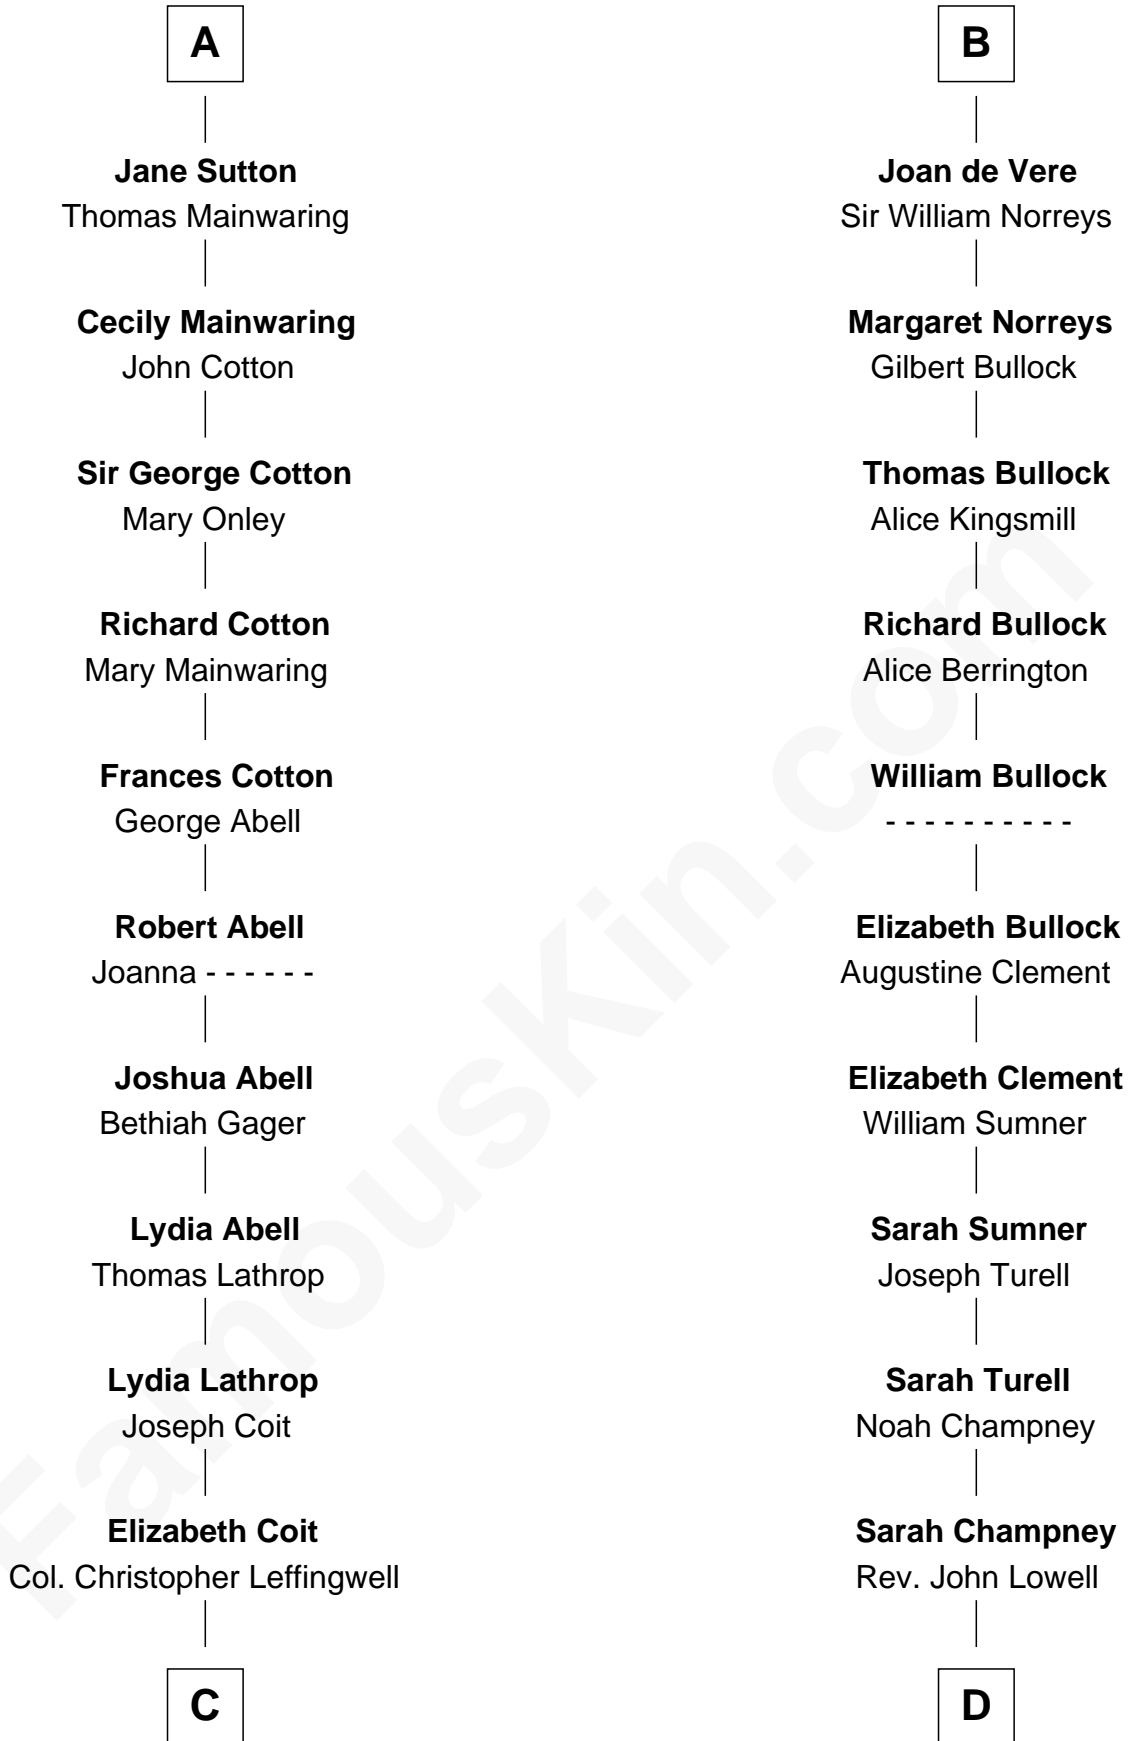 A
Jane Sutton
Thomas Mainwaring
Cecily Mainwaring
John Cotton
Sir George Cotton
Mary Onley
Richard Cotton
Mary Mainwaring
Frances Cotton
George Abell
Robert Abell
Joanna - - - - - -
Joshua Abell
Bethiah Gager
Lydia Abell
Thomas Lathrop
Lydia Lathrop
Joseph Coit
Elizabeth Coit
Col. Christopher Leffingwell
C
B
Joan de Vere
Sir William Norreys
Margaret Norreys
Gilbert Bullock
Thomas Bullock
Alice Kingsmill
Richard Bullock
Alice Berrington
William Bullock
- - - - - - - - - -
Elizabeth Bullock
Augustine Clement
Elizabeth Clement
William Sumner
Sarah Sumner
Joseph Turell
Sarah Turell
Noah Champney
Sarah Champney
Rev. John Lowell
D
FamousKin.com